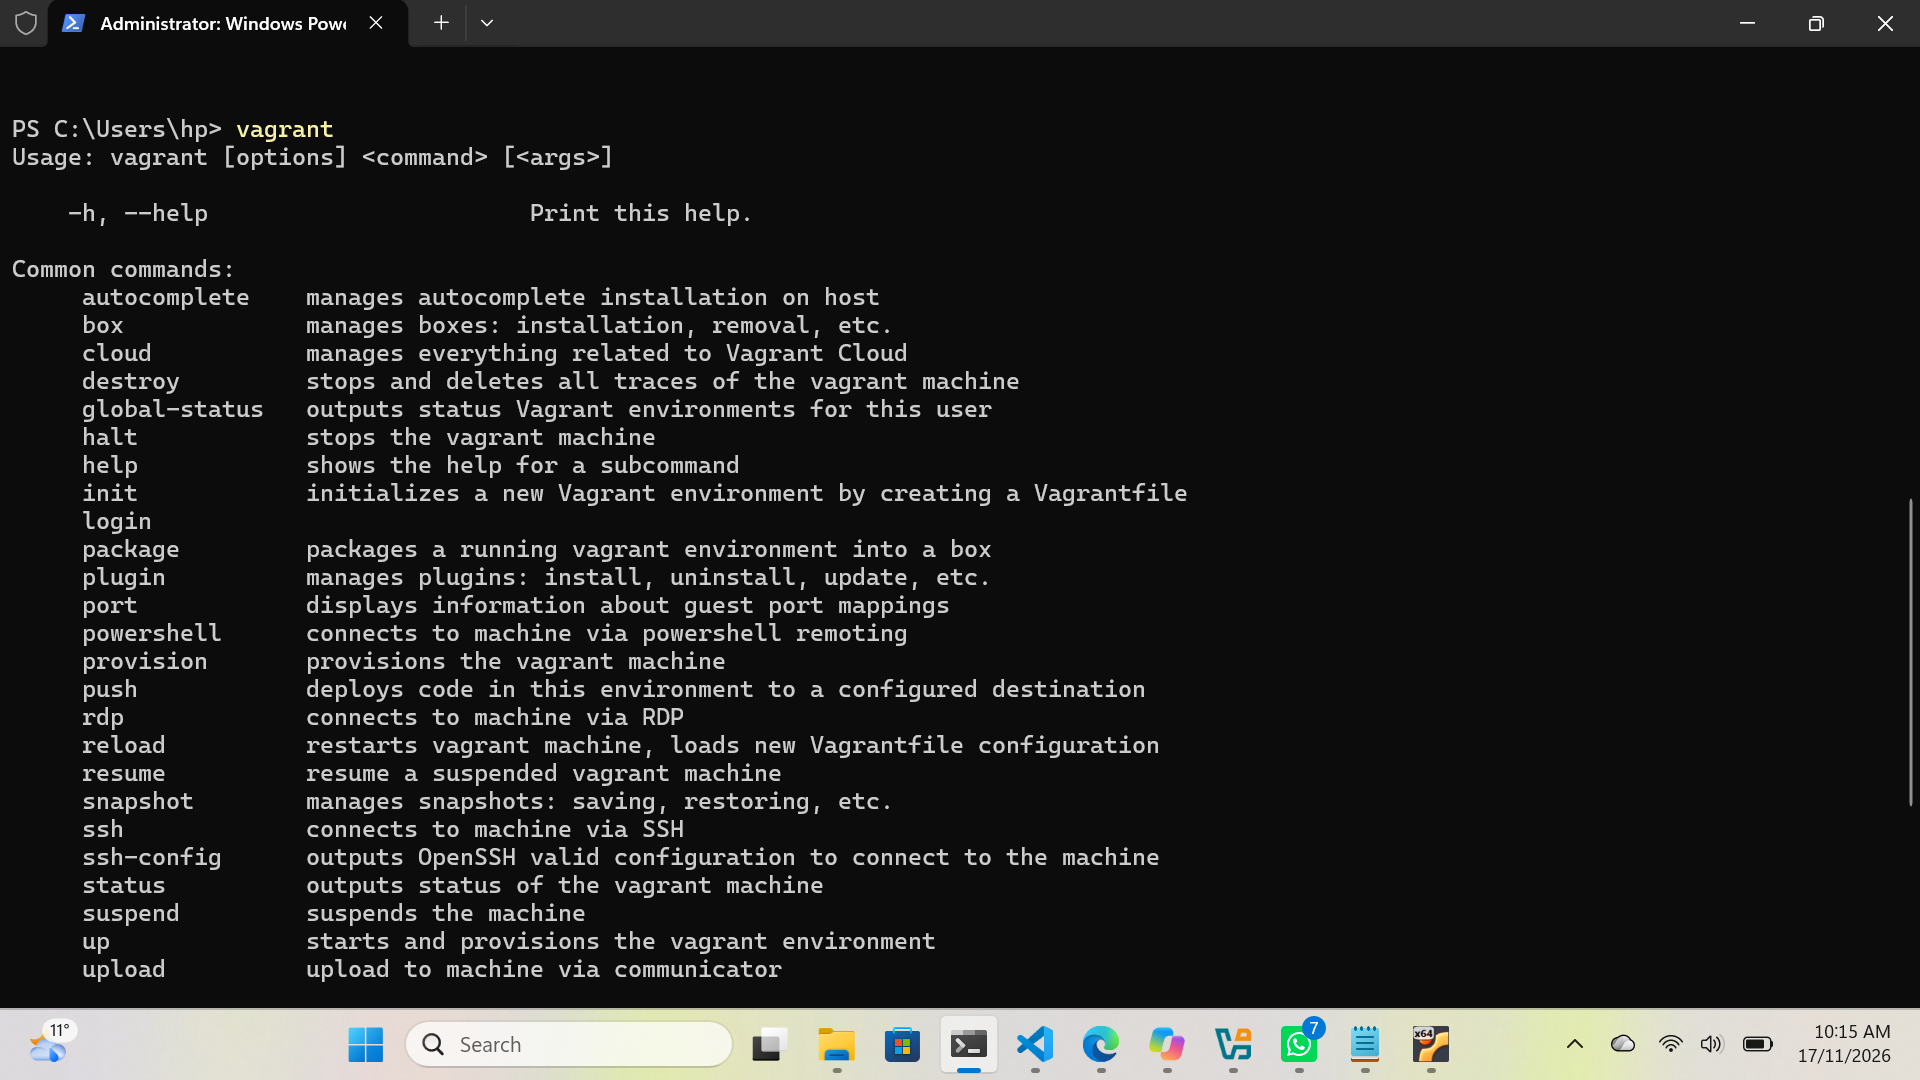 Administrator: Windows Powe
PS C:\Users\hp> vagrant
Usage: vagrant [options] <command> [<args>]
-h, --help                       Print this help.
Common commands:
autocomplete    manages autocomplete installation on host
box             manages boxes: installation, removal, etc.
cloud           manages everything related to Vagrant Cloud
destroy         stops and deletes all traces of the vagrant machine
global-status   outputs status Vagrant environments for this user
halt            stops the vagrant machine
help            shows the help for a subcommand
init            initializes a new Vagrant environment by creating a Vagrantfile
login
package         packages a running vagrant environment into a box
plugin          manages plugins: install, uninstall, update, etc.
port            displays information about guest port mappings
powershell      connects to machine via powershell remoting
provision       provisions the vagrant machine
push            deploys code in this environment to a configured destination
rdp             connects to machine via RDP
reload          restarts vagrant machine, loads new Vagrantfile configuration
resume          resume a suspended vagrant machine
snapshot        manages snapshots: saving, restoring, etc.
ssh             connects to machine via SSH
ssh-config      outputs OpenSSH valid configuration to connect to the machine
status          outputs status of the vagrant machine
suspend         suspends the machine
up              starts and provisions the vagrant environment
upload          upload to machine via communicator
11°
Search
7
x64
10:15 AM
17/11/2026